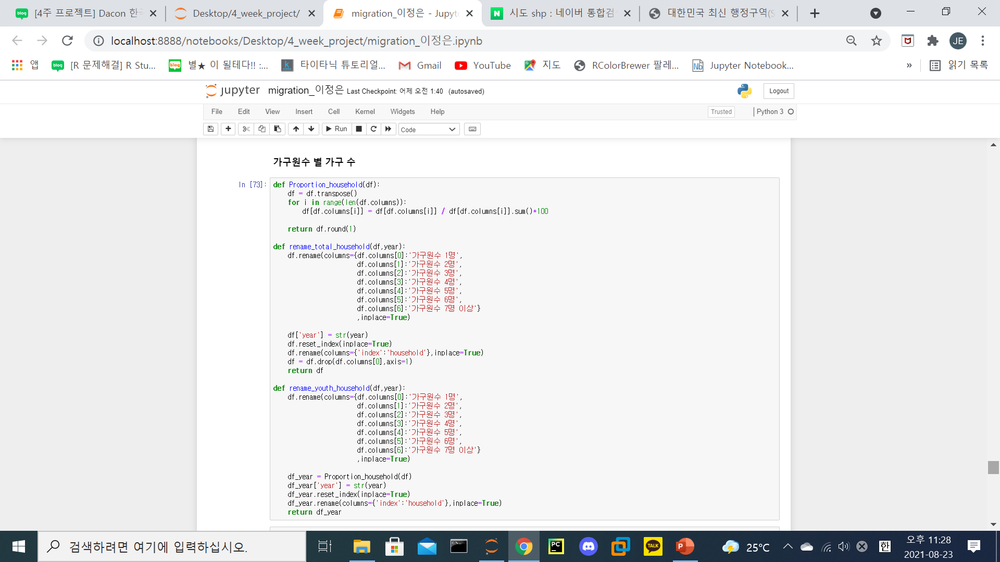 [4주 프로젝트] Dacon 한국
Desktop/4_week_project/
migration_이정은 - Jupyte
시도 shp : 네이버 통합검
대한민국 최신 행정구역(S
localhost:8888/notebooks/Desktop/4_week_project/migration_이정은.ipynb
JE
앱
blog
[R 문제해결] R Stu...
별★ 이 될테다!! :...
타이타닉 튜토리얼...
Gmail
YouTube
지도
RColorBrewer 팔레...
Jupyter Notebook...
»
읽기 목록
jupyter migration_이정은 Last Checkpoint: 어제 오전 1:40 (autosaved)
Logout
File Edit View Insert Cell Kernel Widgets Help
Trusted
Python 3
Run
Code
가구원수 별 가구 수
In [73]:
def Proportion_household(df):
    df = df.transpose()
    for i in range(len(df.columns)):
        df[df.columns[i]] = df[df.columns[i]] / df[df.columns[i]].sum()*100
    return df.round(1)
def rename_total_household(df,year):
    df.rename(columns={df.columns[0]:'가구원수 1명',
                       df.columns[1]:'가구원수 2명',
                       df.columns[2]:'가구원수 3명',
                       df.columns[3]:'가구원수 4명',
                       df.columns[4]:'가구원수 5명',
                       df.columns[5]:'가구원수 6명',
                       df.columns[6]:'가구원수 7명 이상'}
                       ,inplace=True)
    df['year'] = str(year)
    df.reset_index(inplace=True)
    df.rename(columns={'index':'household'},inplace=True)
    df = df.drop(df.columns[0],axis=1)
    return df
def rename_youth_household(df,year):
    df.rename(columns={df.columns[0]:'가구원수 1명',
                       df.columns[1]:'가구원수 2명',
                       df.columns[2]:'가구원수 3명',
                       df.columns[3]:'가구원수 4명',
                       df.columns[4]:'가구원수 5명',
                       df.columns[5]:'가구원수 6명',
                       df.columns[6]:'가구원수 7명 이상'}
                       ,inplace=True)
    df_year = Proportion_household(df)
    df_year['year'] = str(year)
    df_year.reset_index(inplace=True)
    df_year.rename(columns={'index':'household'},inplace=True)
    return df_year
검색하려면 여기에 입력하십시오.
PC
TALK
P
25°C
한
오후 11:28
2021-08-23